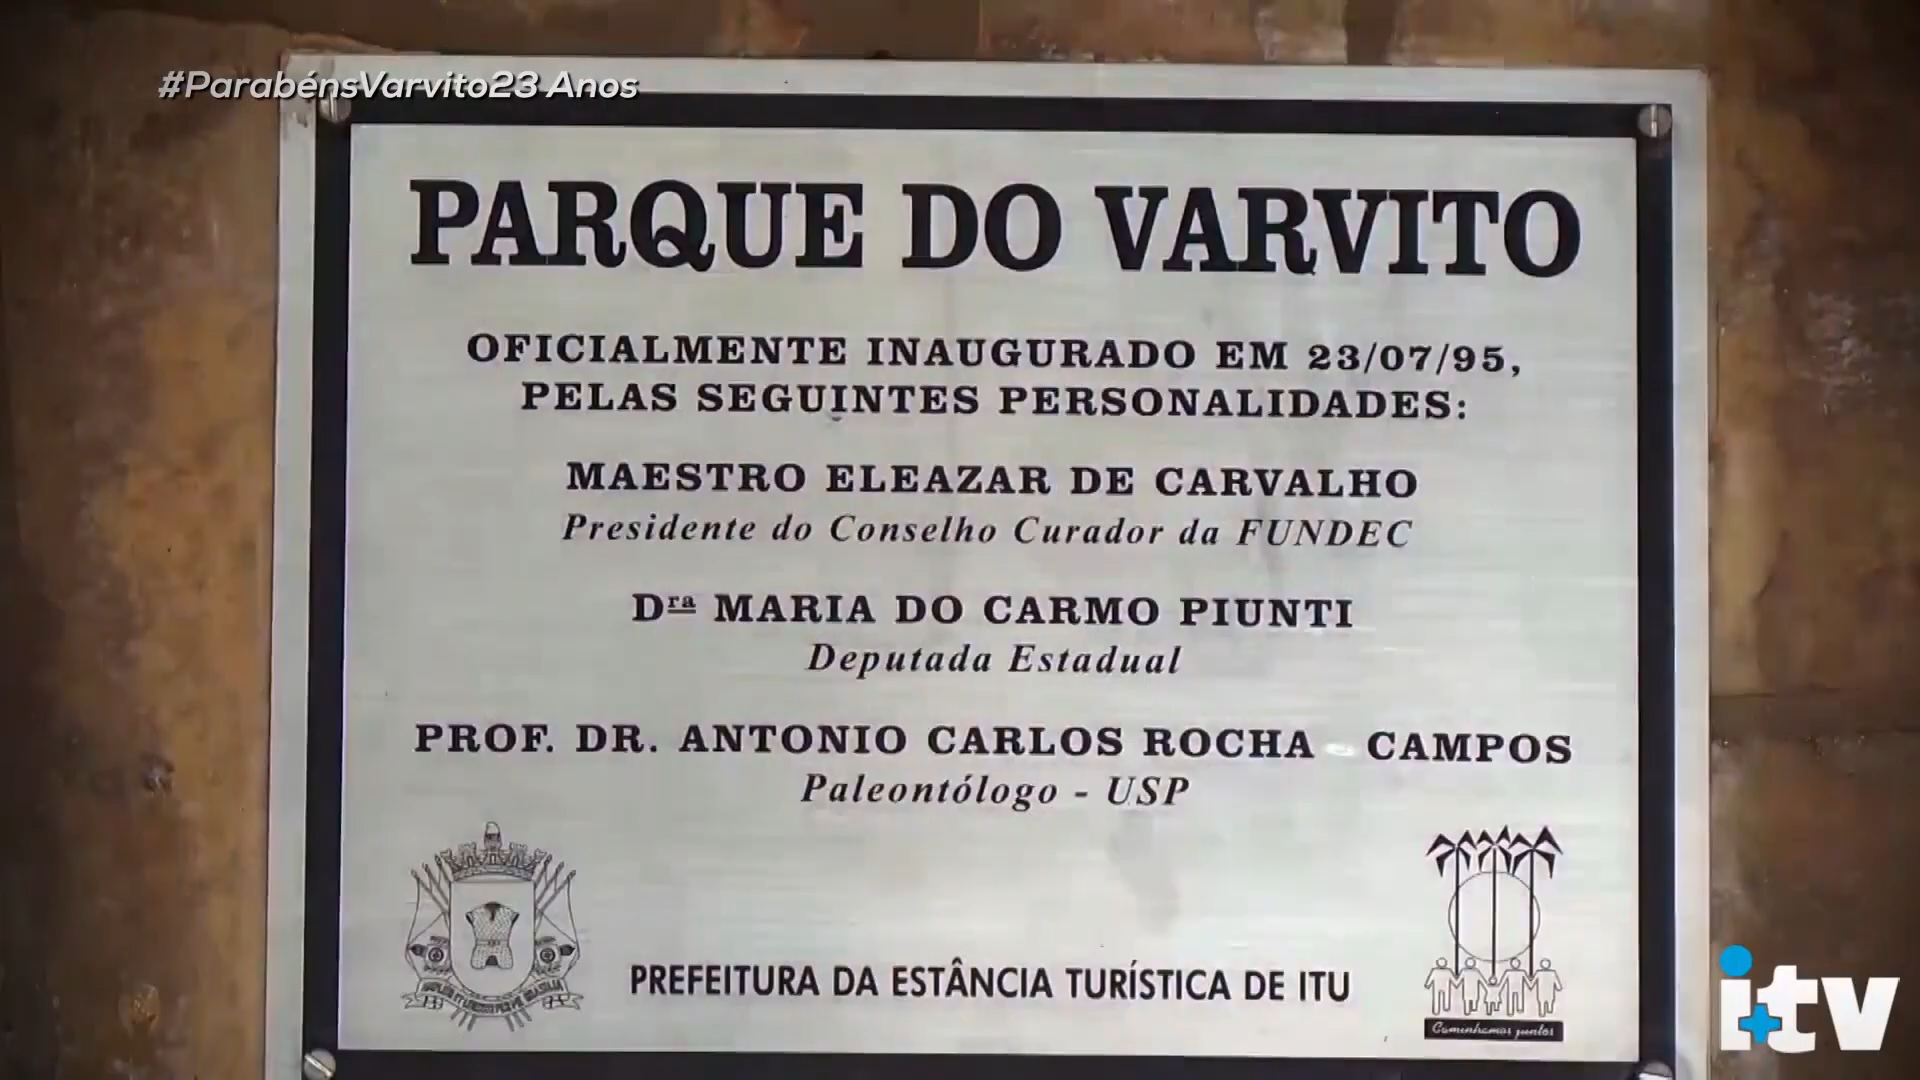 #ParabénsVarvito23 Anos
PARQUE DO VARVITO
OFICIALMENTE INAUGURADO EM 23/07/95,
PELAS SEGUINTES PERSONALIDADES:
MAESTRO ELEAZAR DE CARVALHO
Presidente do Conselho Curador da FUNDEC
Dra MARIA DO CARMO PIUNTI
Deputada Estadual
PROF. DR. ANTONIO CARLOS ROCHA CAMPOS
Paleontólogo - USP
PREFEITURA DA ESTÂNCIA TURÍSTICA DE ITU
Caminhemos juntos
itv